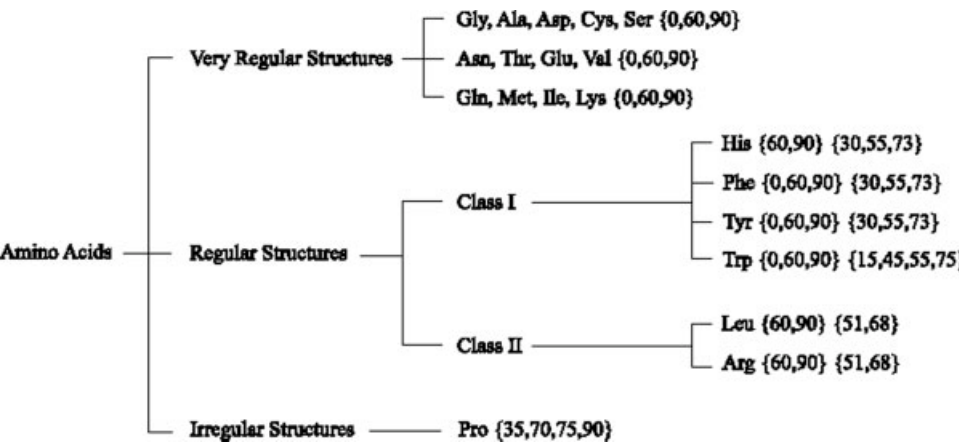 Gly, Ala, Asp, Cys, Ser {0,60,90}
Very Regular Structures
Asn, Thr, Glu, Val {0,60,90}
Gln, Met, Ile, Lys {0,60,90}
His {60,90} {30,55,73}
Phe {0,60,90} {30,55,73}
Class I
Tyr {0,60,90} {30,55,73}
Trp {0,60,90} {15,45,55,75}
Amino Acids
Regular Structures
Leu {60,90} {51,68}
Class II
Arg {60,90} {51,68}
Irregular Structures
Pro {35,70,75,90}